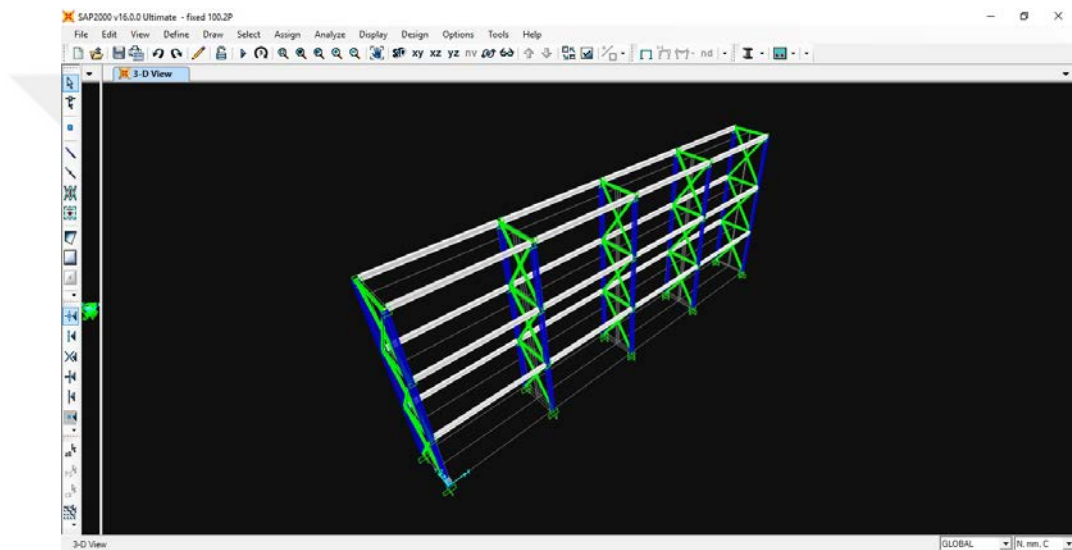 SAP2000 v16.0.0 Ultimate - fixed 100.2P
File Edit View Define Draw Select Assign Analyze Display Design Options Tools Help
xy xz yz nv nd
3-D View
3-D View GLOBAL N, mm, C